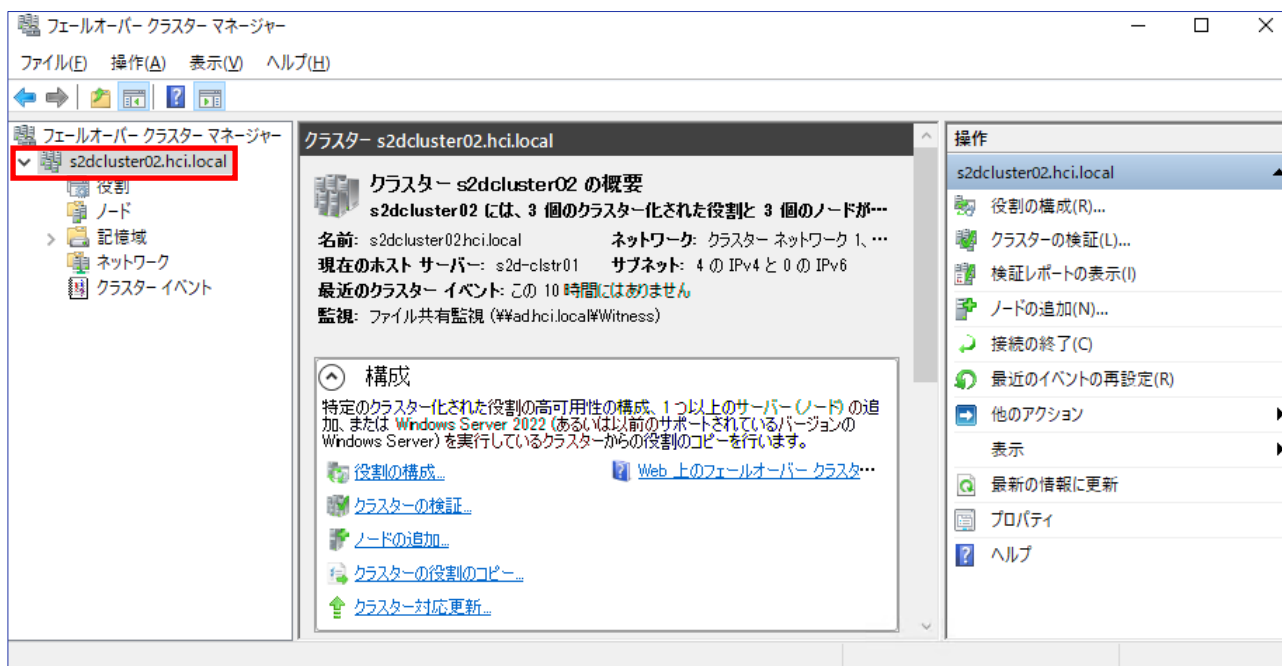 フェールオーバー クラスター マネージャー
ファイル(F) 操作(A) 表示(V) ヘルプ(H)
フェールオーバー クラスター マネージャー
s2dcluster02.hci.local
役割
ノード
記憶域
ネットワーク
クラスター イベント
クラスター s2dcluster02.hci.local
クラスター s2dcluster02 の概要
s2dcluster02 には、3 個のクラスター化された役割と 3 個のノードが…
名前: s2dcluster02.hci.local ネットワーク: クラスター ネットワーク 1、…
現在のホスト サーバー: s2d-clstr01 サブネット: 4 の IPv4 と 0 の IPv6
最近のクラスター イベント: この 10 時間にはありません
監視: ファイル共有監視 (¥¥ad.hci.local¥Witness)
構成
特定のクラスター化された役割の高可用性の構成、1 つ以上のサーバー (ノード) の追
加、または Windows Server 2022 (あるいは以前のサポートされているバージョンの
Windows Server) を実行しているクラスターからの役割のコピーを行います。
役割の構成... Web 上のフェールオーバー クラスタ…
クラスターの検証...
ノードの追加...
クラスターの役割のコピー...
クラスター対応更新...
操作
s2dcluster02.hci.local
役割の構成(R)...
クラスターの検証(L)...
検証レポートの表示(I)
ノードの追加(N)...
接続の終了(C)
最近のイベントの再設定(R)
他のアクション
表示
最新の情報に更新
プロパティ
ヘルプ